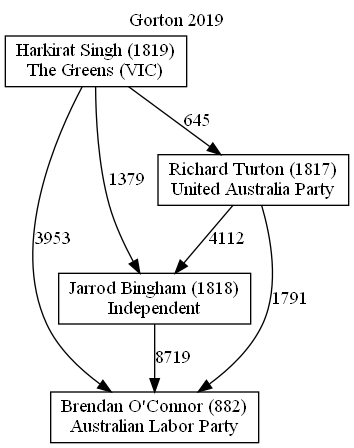 Gorton 2019
Harkirat Singh (1819)
The Greens (VIC)
645
Richard Turton (1817)
United Australia Party
1379
3953
4112
Jarrod Bingham (1818)
Independent
1791
8719
Brendan O'Connor (882)
Australian Labor Party